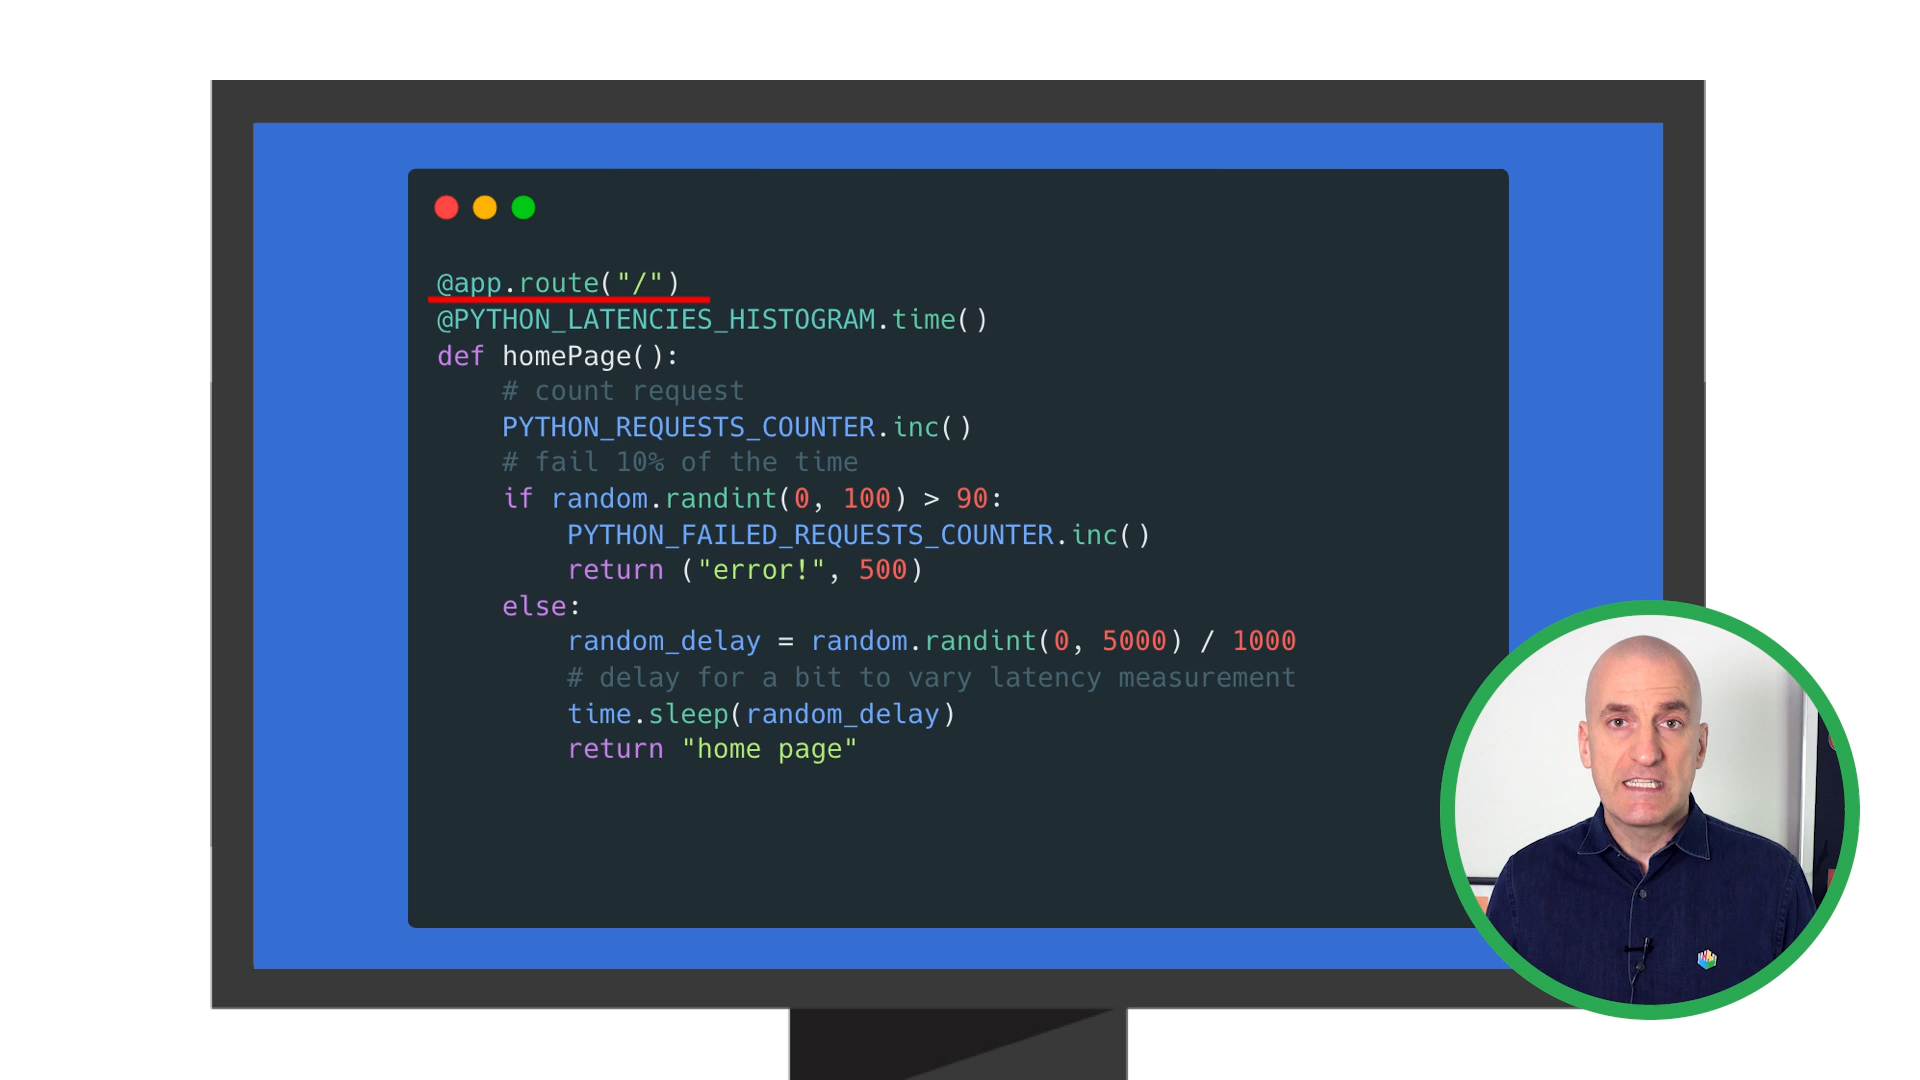 @app.route("/")
@PYTHON_LATENCIES_HISTOGRAM.time()
def homePage():
    # count request
    PYTHON_REQUESTS_COUNTER.inc()
    # fail 10% of the time
    if random.randint(0, 100) > 90:
        PYTHON_FAILED_REQUESTS_COUNTER.inc()
        return ("error!", 500)
    else:
        random_delay = random.randint(0, 5000) / 1000
        # delay for a bit to vary latency measurement
        time.sleep(random_delay)
        return "home page"